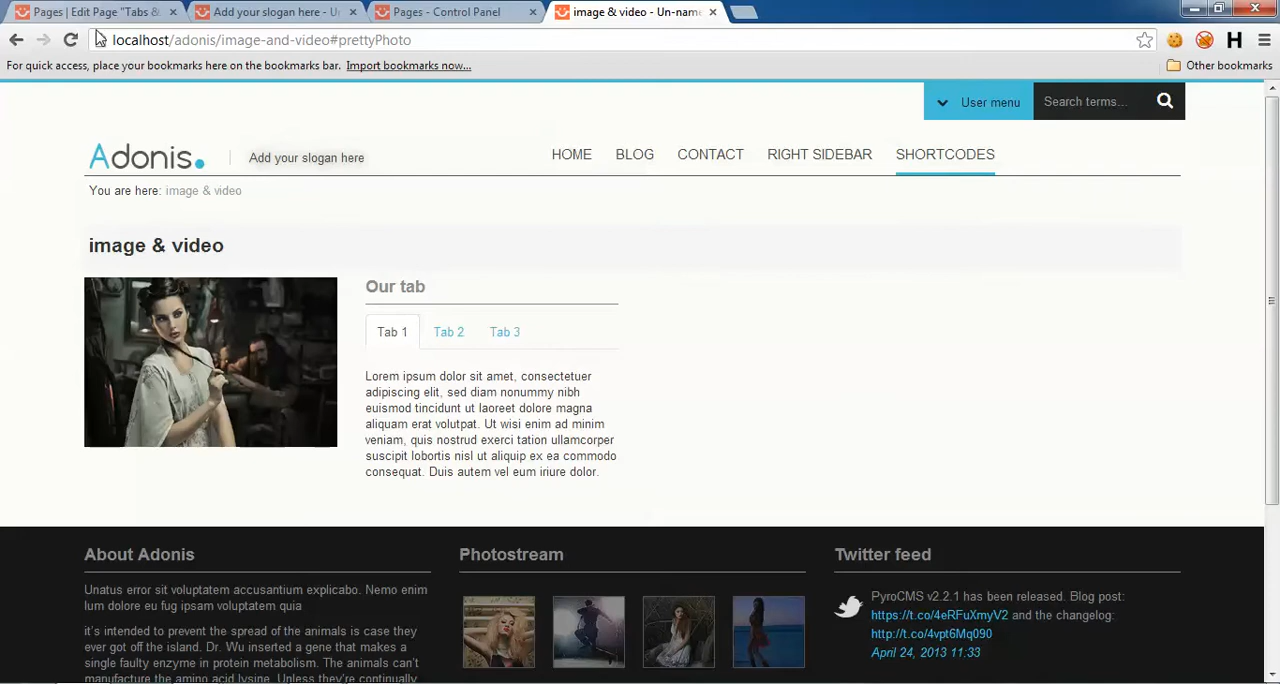 Pages | Edit Page "Tabs &
Add your slogan here - U
Pages - Control Panel
image & video - Un-name
localhost/adonis/image-and-video#prettyPhoto
For quick access, place your bookmarks here on the bookmarks bar. Import bookmarks now...
Other bookmarks
User menu
Search terms...
Adonis.
Add your slogan here
HOME
BLOG
CONTACT
RIGHT SIDEBAR
SHORTCODES
You are here: image & video
image & video
Our tab
Tab 1
Tab 2
Tab 3
Lorem ipsum dolor sit amet, consectetuer
adipiscing elit, sed diam nonummy nibh
euismod tincidunt ut laoreet dolore magna
aliquam erat volutpat. Ut wisi enim ad minim
veniam, quis nostrud exerci tation ullamcorper
suscipit lobortis nisl ut aliquip ex ea commodo
consequat. Duis autem vel eum iriure dolor.
About Adonis
Unatus error sit voluptatem accusantium explicabo. Nemo enim
lum dolore eu fug ipsam voluptatem quia
it's intended to prevent the spread of the animals is case they
ever got off the island. Dr. Wu inserted a gene that makes a
single faulty enzyme in protein metabolism. The animals can't
manufacture the amino acid lysine. Unless they're continually
Photostream
Twitter feed
PyroCMS v2.2.1 has been released. Blog post:
https://t.co/4eRFuXmyV2 and the changelog:
http://t.co/4vpt6Mq090
April 24, 2013 11:33